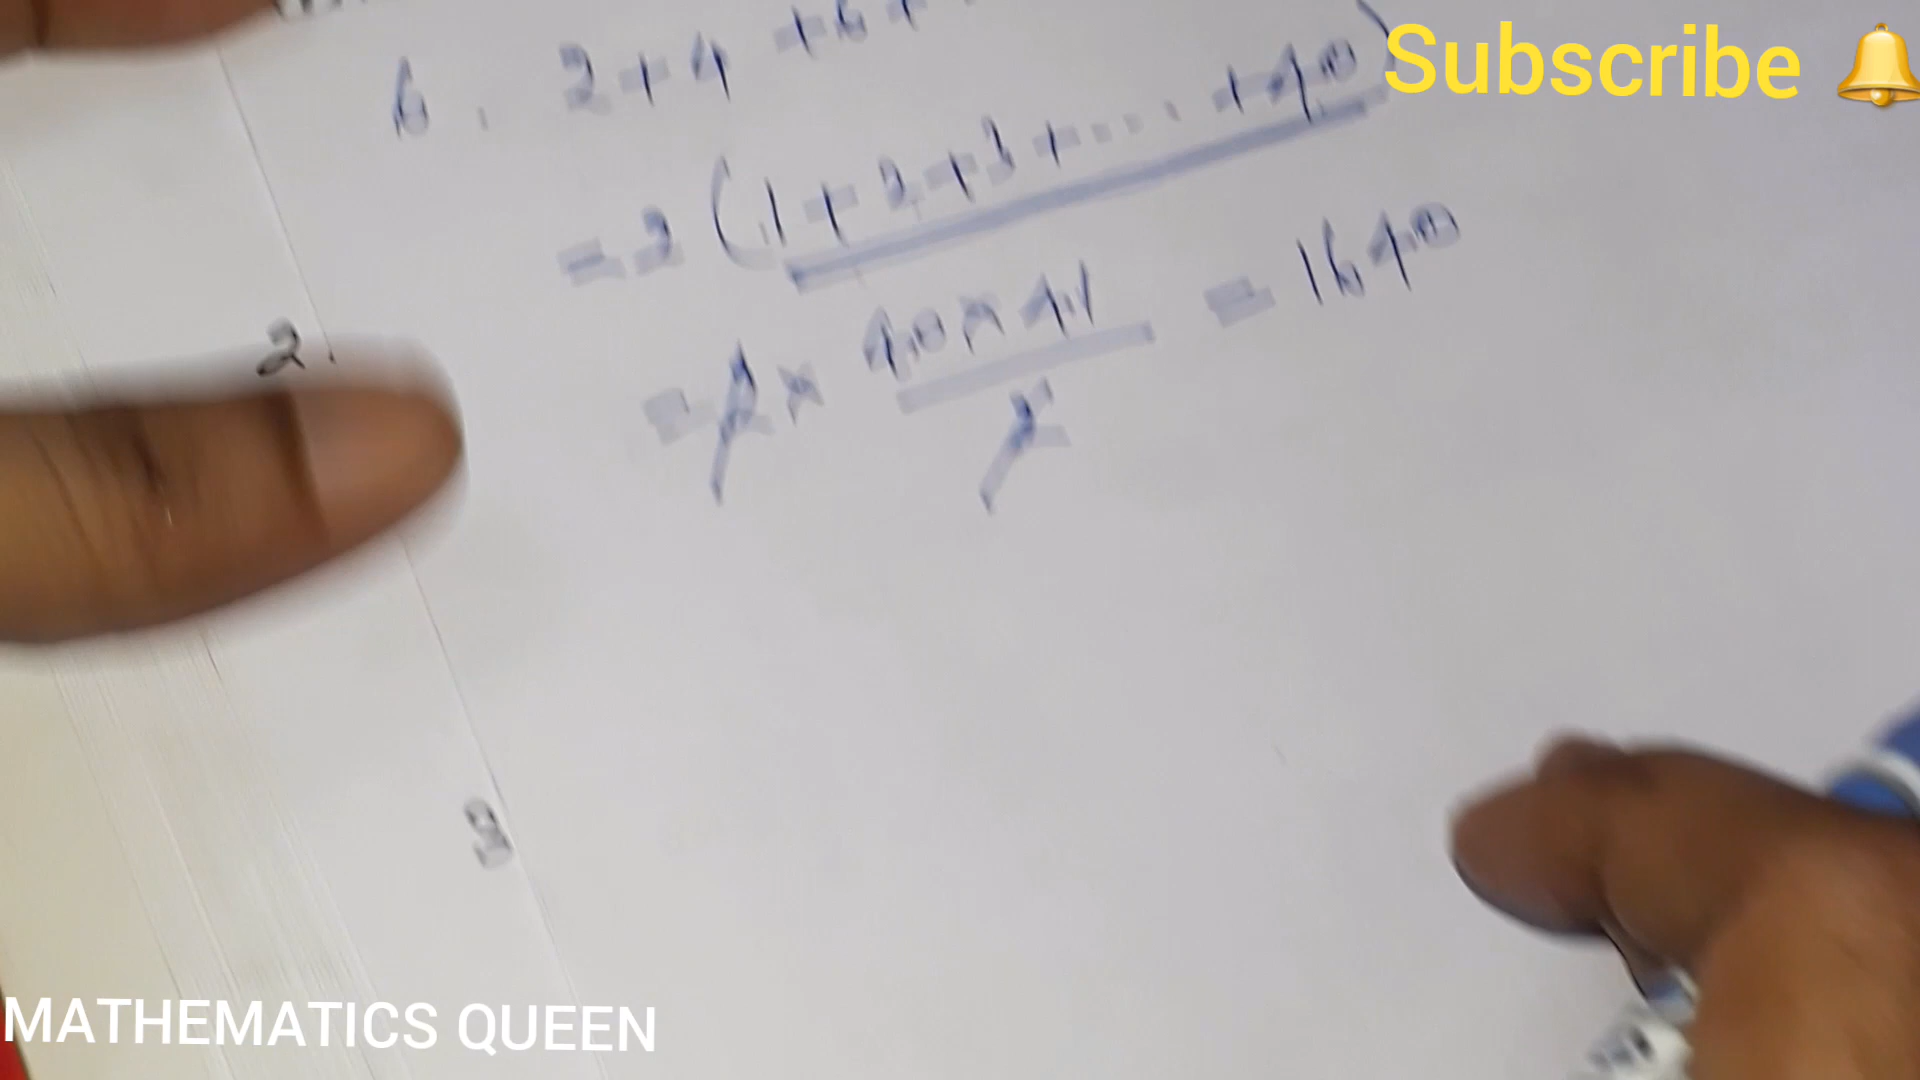 Subscribe 🔔
6. 2+4+6+
=2(1+2+3+....+40)
=2× 40×41/2 =1640
2.
3
MATHEMATICS QUEEN